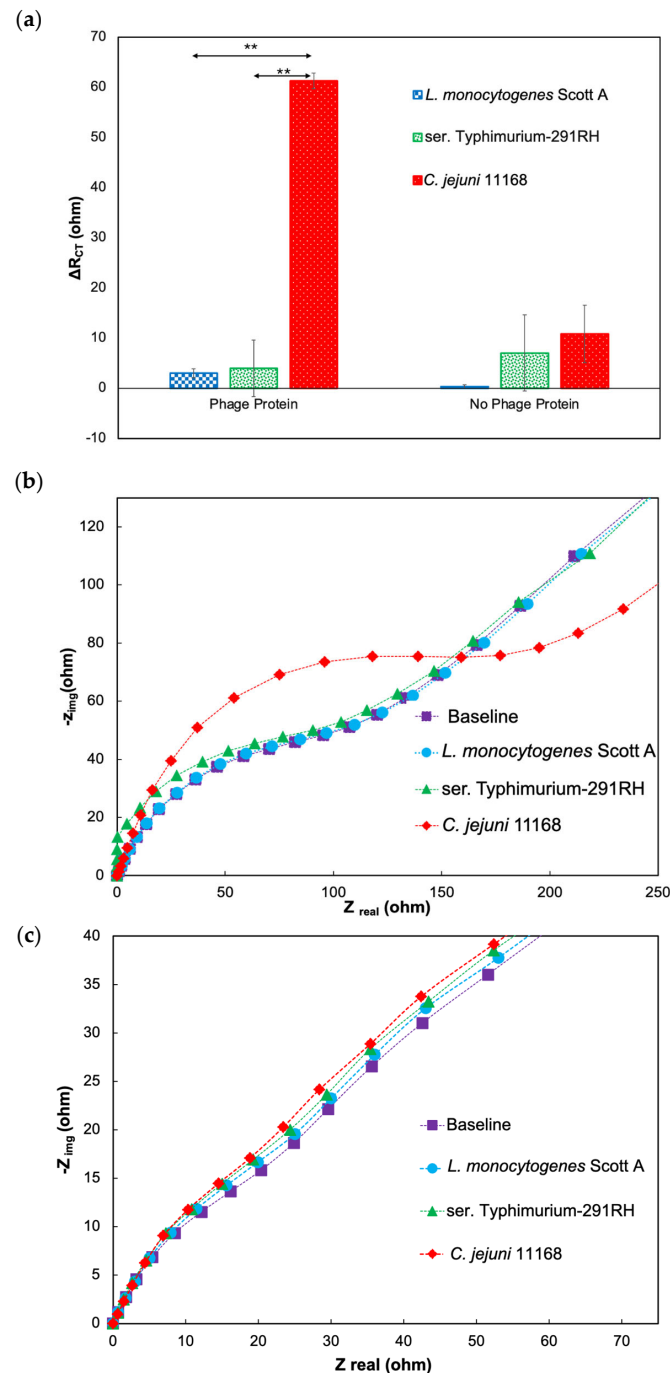 (a)
70
60
50
40
30
20
10
0
-10
ΔRCT (ohm)
**
**
L. monocytogenes Scott A
ser. Typhimurium-291RH
C. jejuni 11168
Phage Protein
No Phage Protein
(b)
120
100
80
60
40
20
0
-Zimg(ohm)
Baseline
L. monocytogenes Scott A
ser. Typhimurium-291RH
C. jejuni 11168
0 50 100 150 200 250
Z real (ohm)
(c)
40
35
30
25
20
15
10
5
0
-Zimg (ohm)
Baseline
L. monocytogenes Scott A
ser. Typhimurium-291RH
C. jejuni 11168
0 10 20 30 40 50 60 70
Z real (ohm)